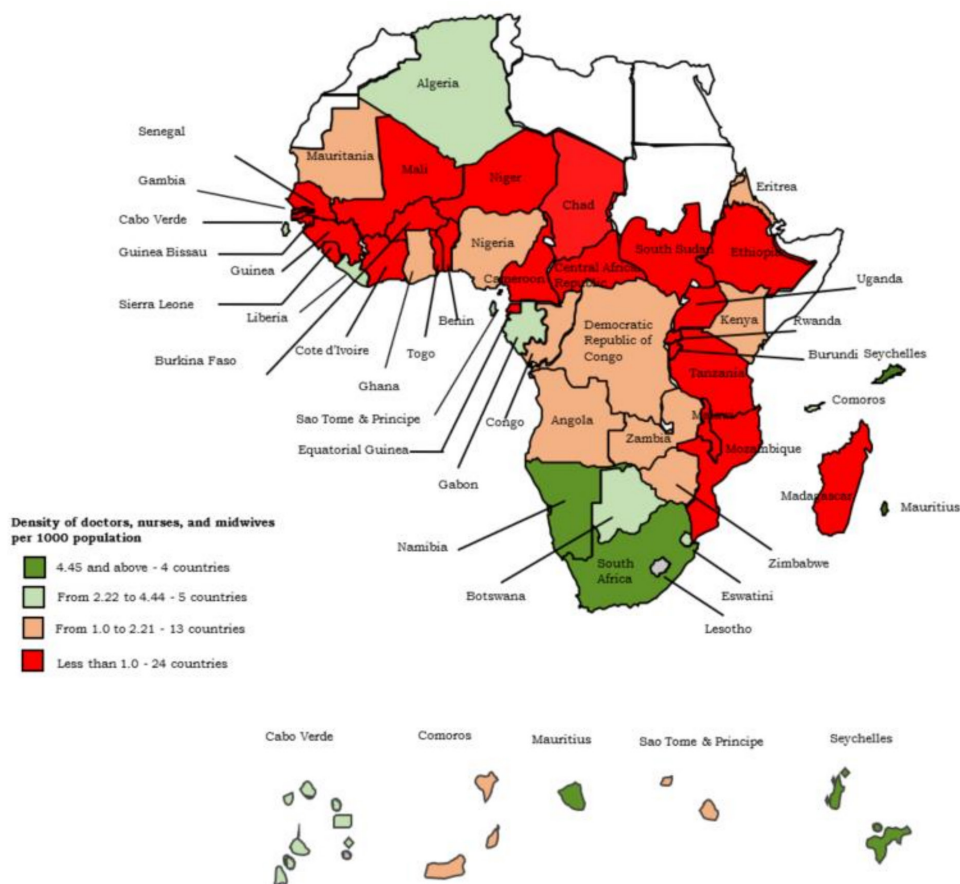 Algeria
Senegal
Mauritania
Mali
Niger
Gambia
Eritrea
Chad
Cabo Verde
Nigeria
Guinea Bissau
South Sudan
Ethiopia
Guinea
Cameroon
Central African
Republic
Uganda
Sierra Leone
Liberia
Benin
Kenya
Rwanda
Burkina Faso
Cote d'Ivoire
Togo
Democratic
Republic of
Congo
Burundi
Seychelles
Ghana
Tanzania
Sao Tome & Principe
Congo
Angola
Comoros
Equatorial Guinea
Zambia
Mozambique
Gabon
Madagascar
Mauritius
Density of doctors, nurses, and midwives
per 1000 population
Namibia
Zimbabwe
4.45 and above - 4 countries
South
Africa
Botswana
Eswatini
From 2.22 to 4.44 - 5 countries
Lesotho
From 1.0 to 2.21 - 13 countries
Less than 1.0 - 24 countries
Cabo Verde
Comoros
Mauritius
Sao Tome & Principe
Seychelles